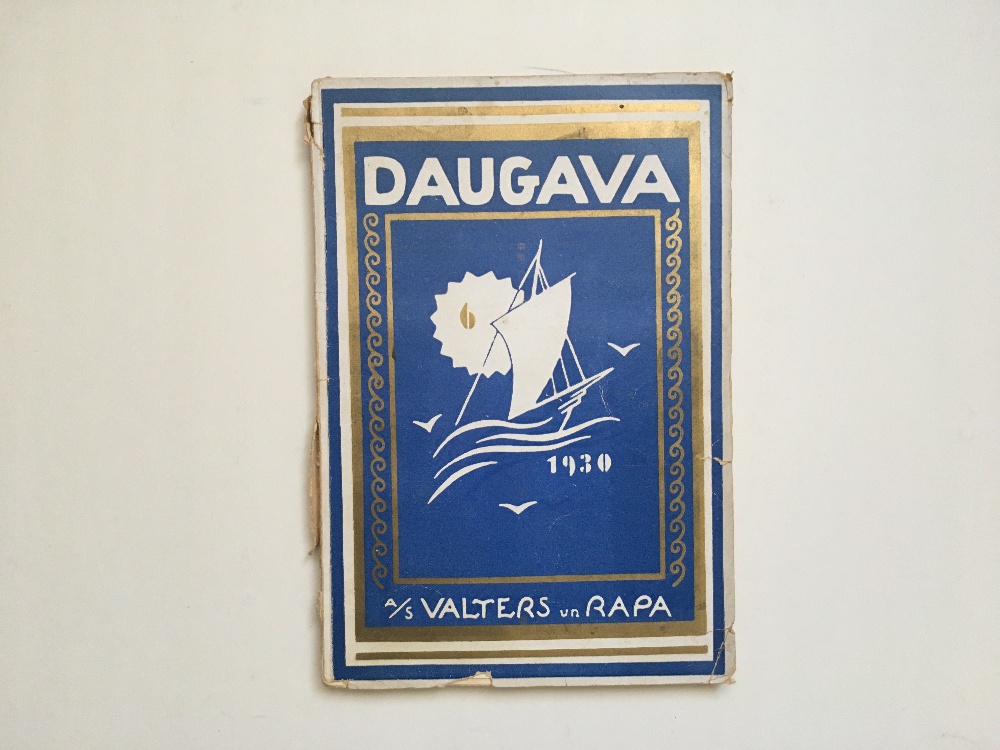 DAUGAVA
6
1930
A/S VALTERS un RAPA